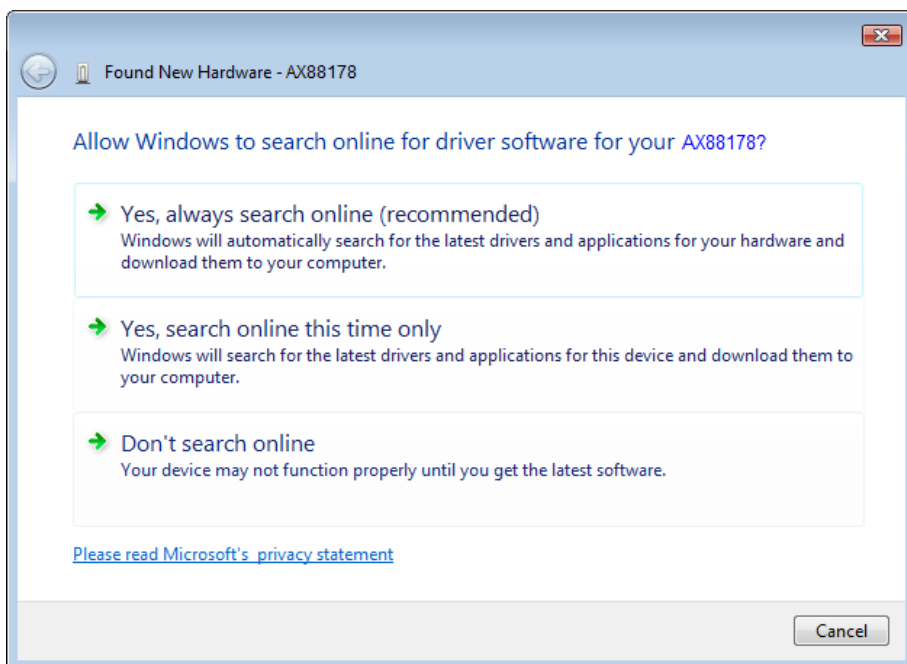 Found New Hardware - AX88178
Allow Windows to search online for driver software for your AX88178?
Yes, always search online (recommended)
Windows will automatically search for the latest drivers and applications for your hardware and
download them to your computer.
Yes, search online this time only
Windows will search for the latest drivers and applications for this device and download them to
your computer.
Don't search online
Your device may not function properly until you get the latest software.
Please read Microsoft's privacy statement
Cancel